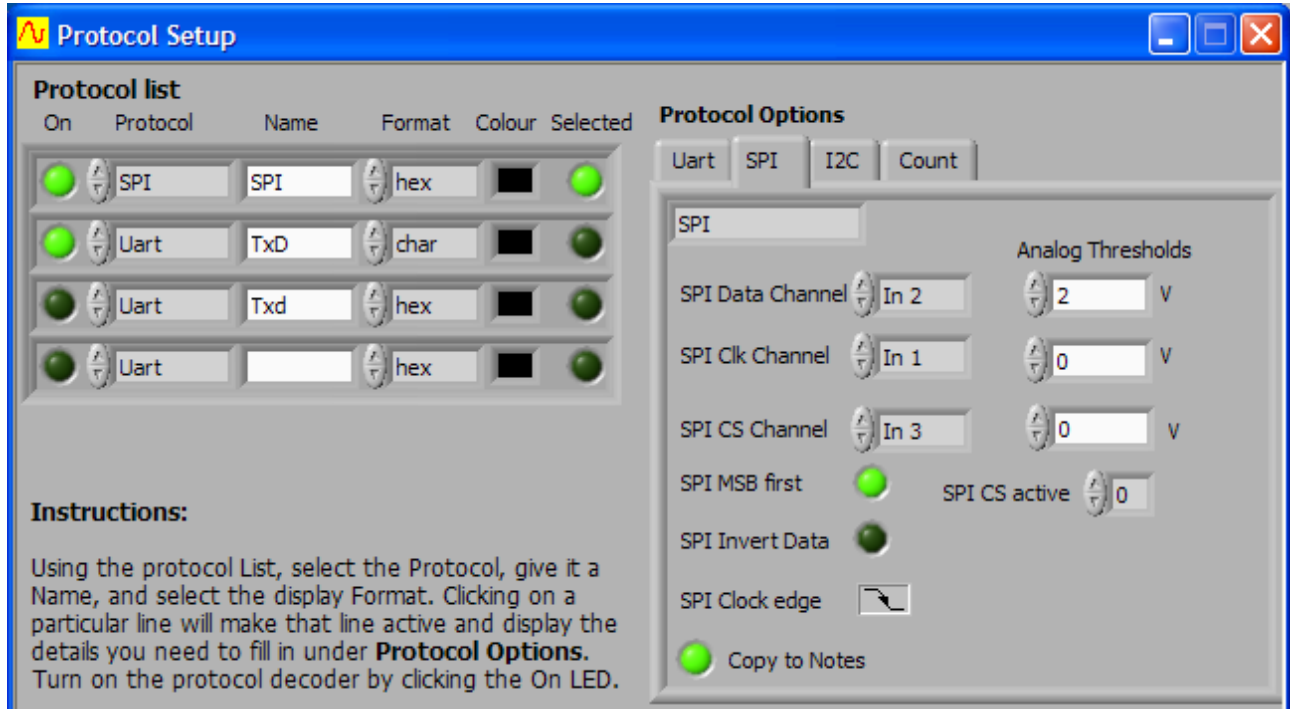 Protocol Setup
Protocol list
On Protocol Name Format Colour Selected
SPI SPI hex
Uart TxD char
Uart Txd hex
Uart hex
Instructions:
Using the protocol List, select the Protocol, give it a
Name, and select the display Format. Clicking on a
particular line will make that line active and display the
details you need to fill in under Protocol Options.
Turn on the protocol decoder by clicking the On LED.
Protocol Options
Uart SPI I2C Count
SPI
Analog Thresholds
SPI Data Channel In 2 2 V
SPI Clk Channel In 1 0 V
SPI CS Channel In 3 0 V
SPI MSB first SPI CS active 0
SPI Invert Data
SPI Clock edge
Copy to Notes